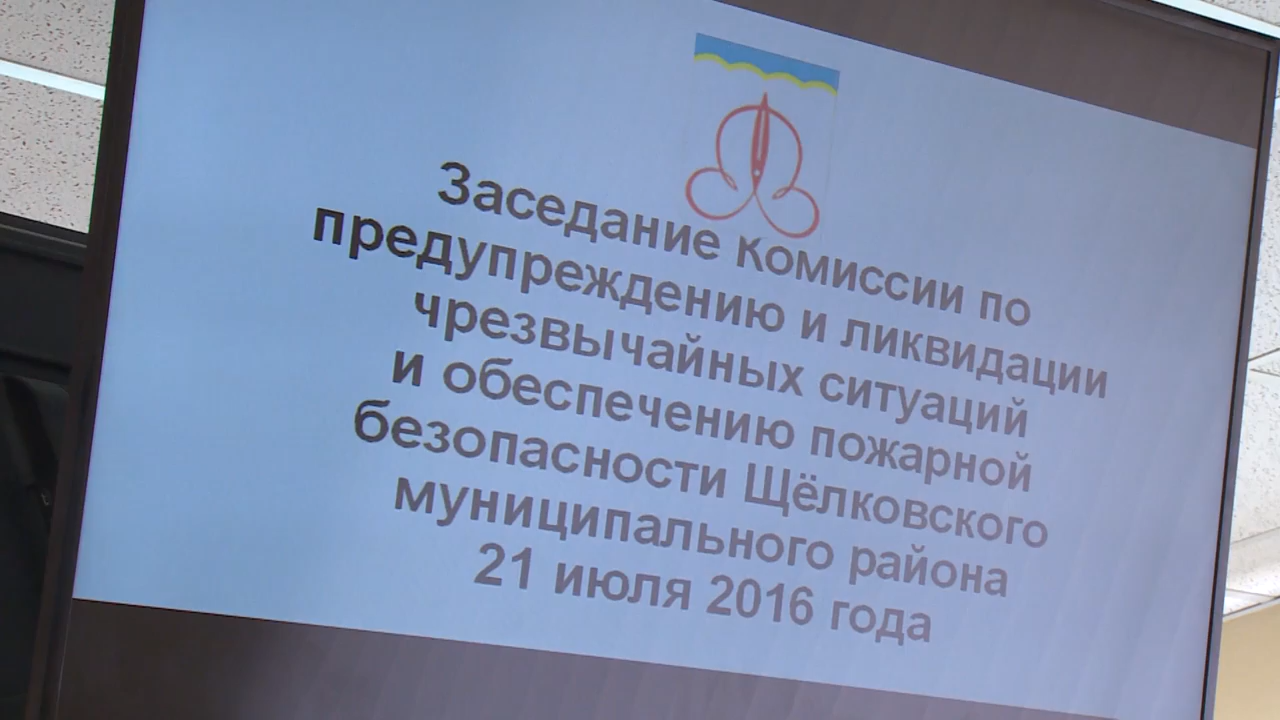 Заседание Комиссии по
предупреждению и ликвидации
чрезвычайных ситуаций
и обеспечению пожарной
безопасности Щёлковского
муниципального района
21 июля 2016 года